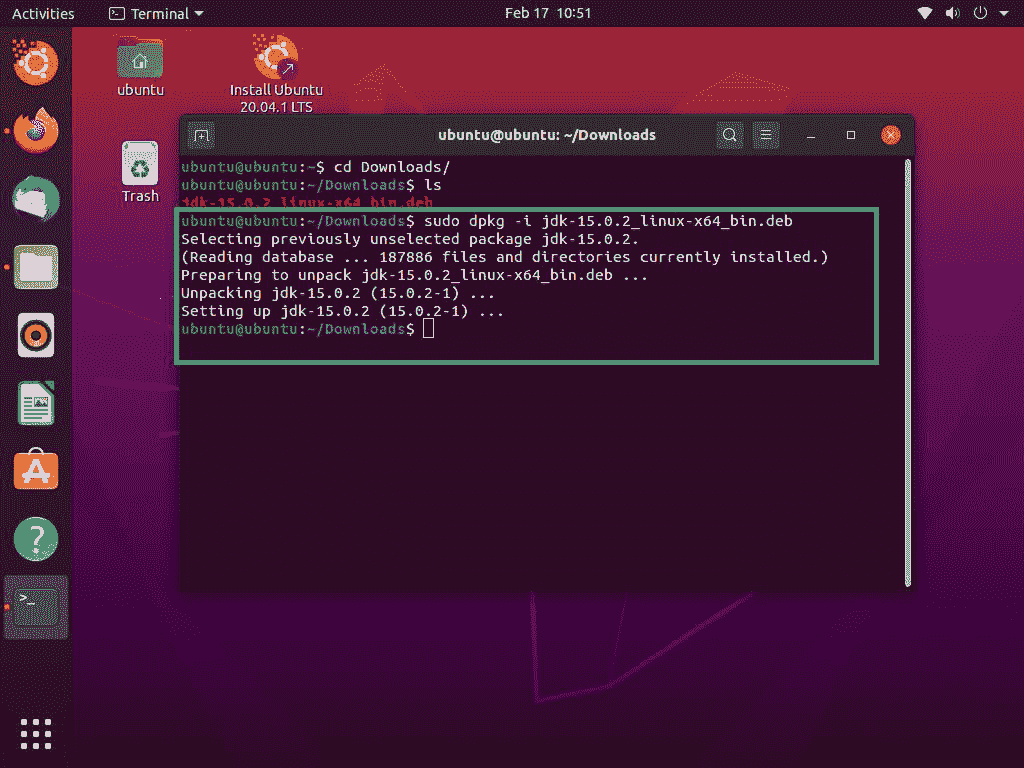 Activities Terminal Feb 17 10:51
ubuntu
Install Ubuntu
20.04.1 LTS
Trash
ubuntu@ubuntu: ~/Downloads
ubuntu@ubuntu:~$ cd Downloads/
ubuntu@ubuntu:~/Downloads$ ls
jdk-15.0.2_linux-x64_bin.deb
ubuntu@ubuntu:~/Downloads$ sudo dpkg -i jdk-15.0.2_linux-x64_bin.deb
Selecting previously unselected package jdk-15.0.2.
(Reading database ... 187886 files and directories currently installed.)
Preparing to unpack jdk-15.0.2_linux-x64_bin.deb ...
Unpacking jdk-15.0.2 (15.0.2-1) ...
Setting up jdk-15.0.2 (15.0.2-1) ...
ubuntu@ubuntu:~/Downloads$